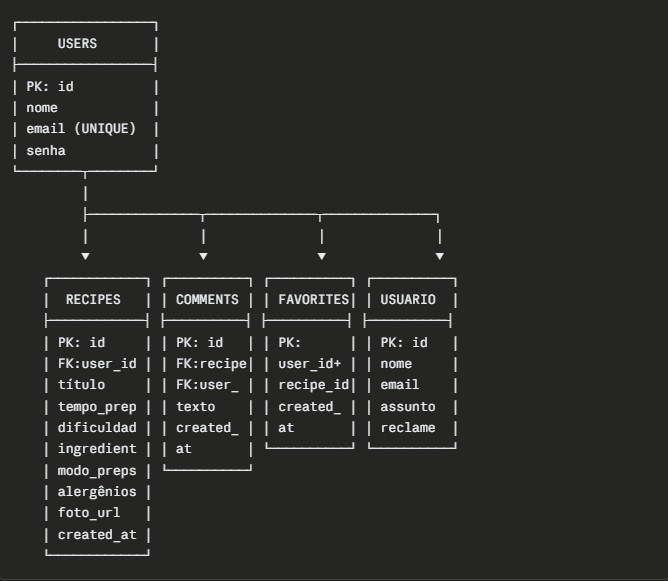 USERS
PK: id
nome
email (UNIQUE)
senha
RECIPES COMMENTS FAVORITES USUARIO
PK: id PK: id PK: PK: id
FK:user_id FK:recipe user_id+ nome
título FK:user_ recipe_id email
tempo_prep texto created_ assunto
dificuldad created_ at reclame
ingredient at
modo_preps
alergênios
foto_url
created_at